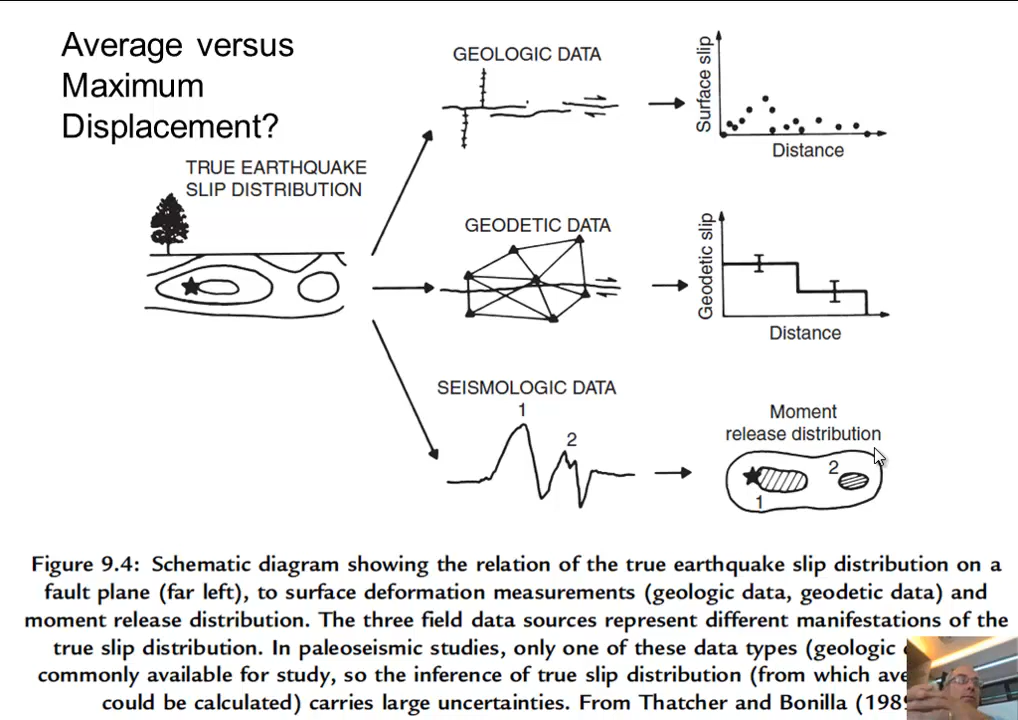 Average versus
Maximum
Displacement?
TRUE EARTHQUAKE
SLIP DISTRIBUTION
GEOLOGIC DATA
Surface slip
Distance
GEODETIC DATA
Geodetic slip
Distance
SEISMOLOGIC DATA
1
2
Moment
release distribution
2
1
Figure 9.4: Schematic diagram showing the relation of the true earthquake slip distribution on a
fault plane (far left), to surface deformation measurements (geologic data, geodetic data) and
moment release distribution. The three field data sources represent different manifestations of the
true slip distribution. In paleoseismic studies, only one of these data types (geologic
commonly available for study, so the inference of true slip distribution (from which
could be calculated) carries large uncertainties. From Thatcher and Bonilla